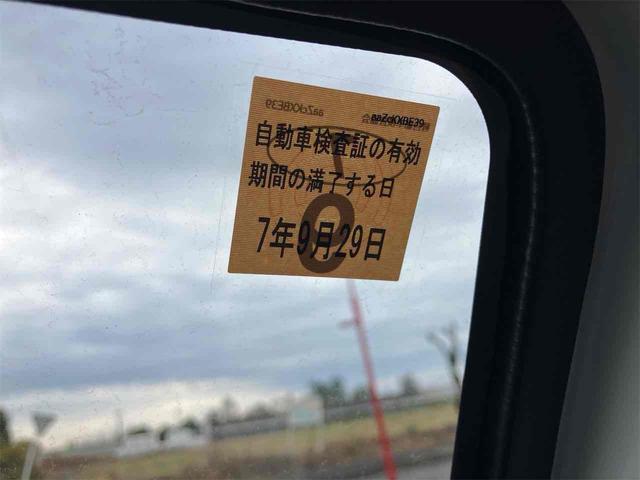 aaZcKXBE39
自動車検査証の有効
期間の満了する日
7年9月29日